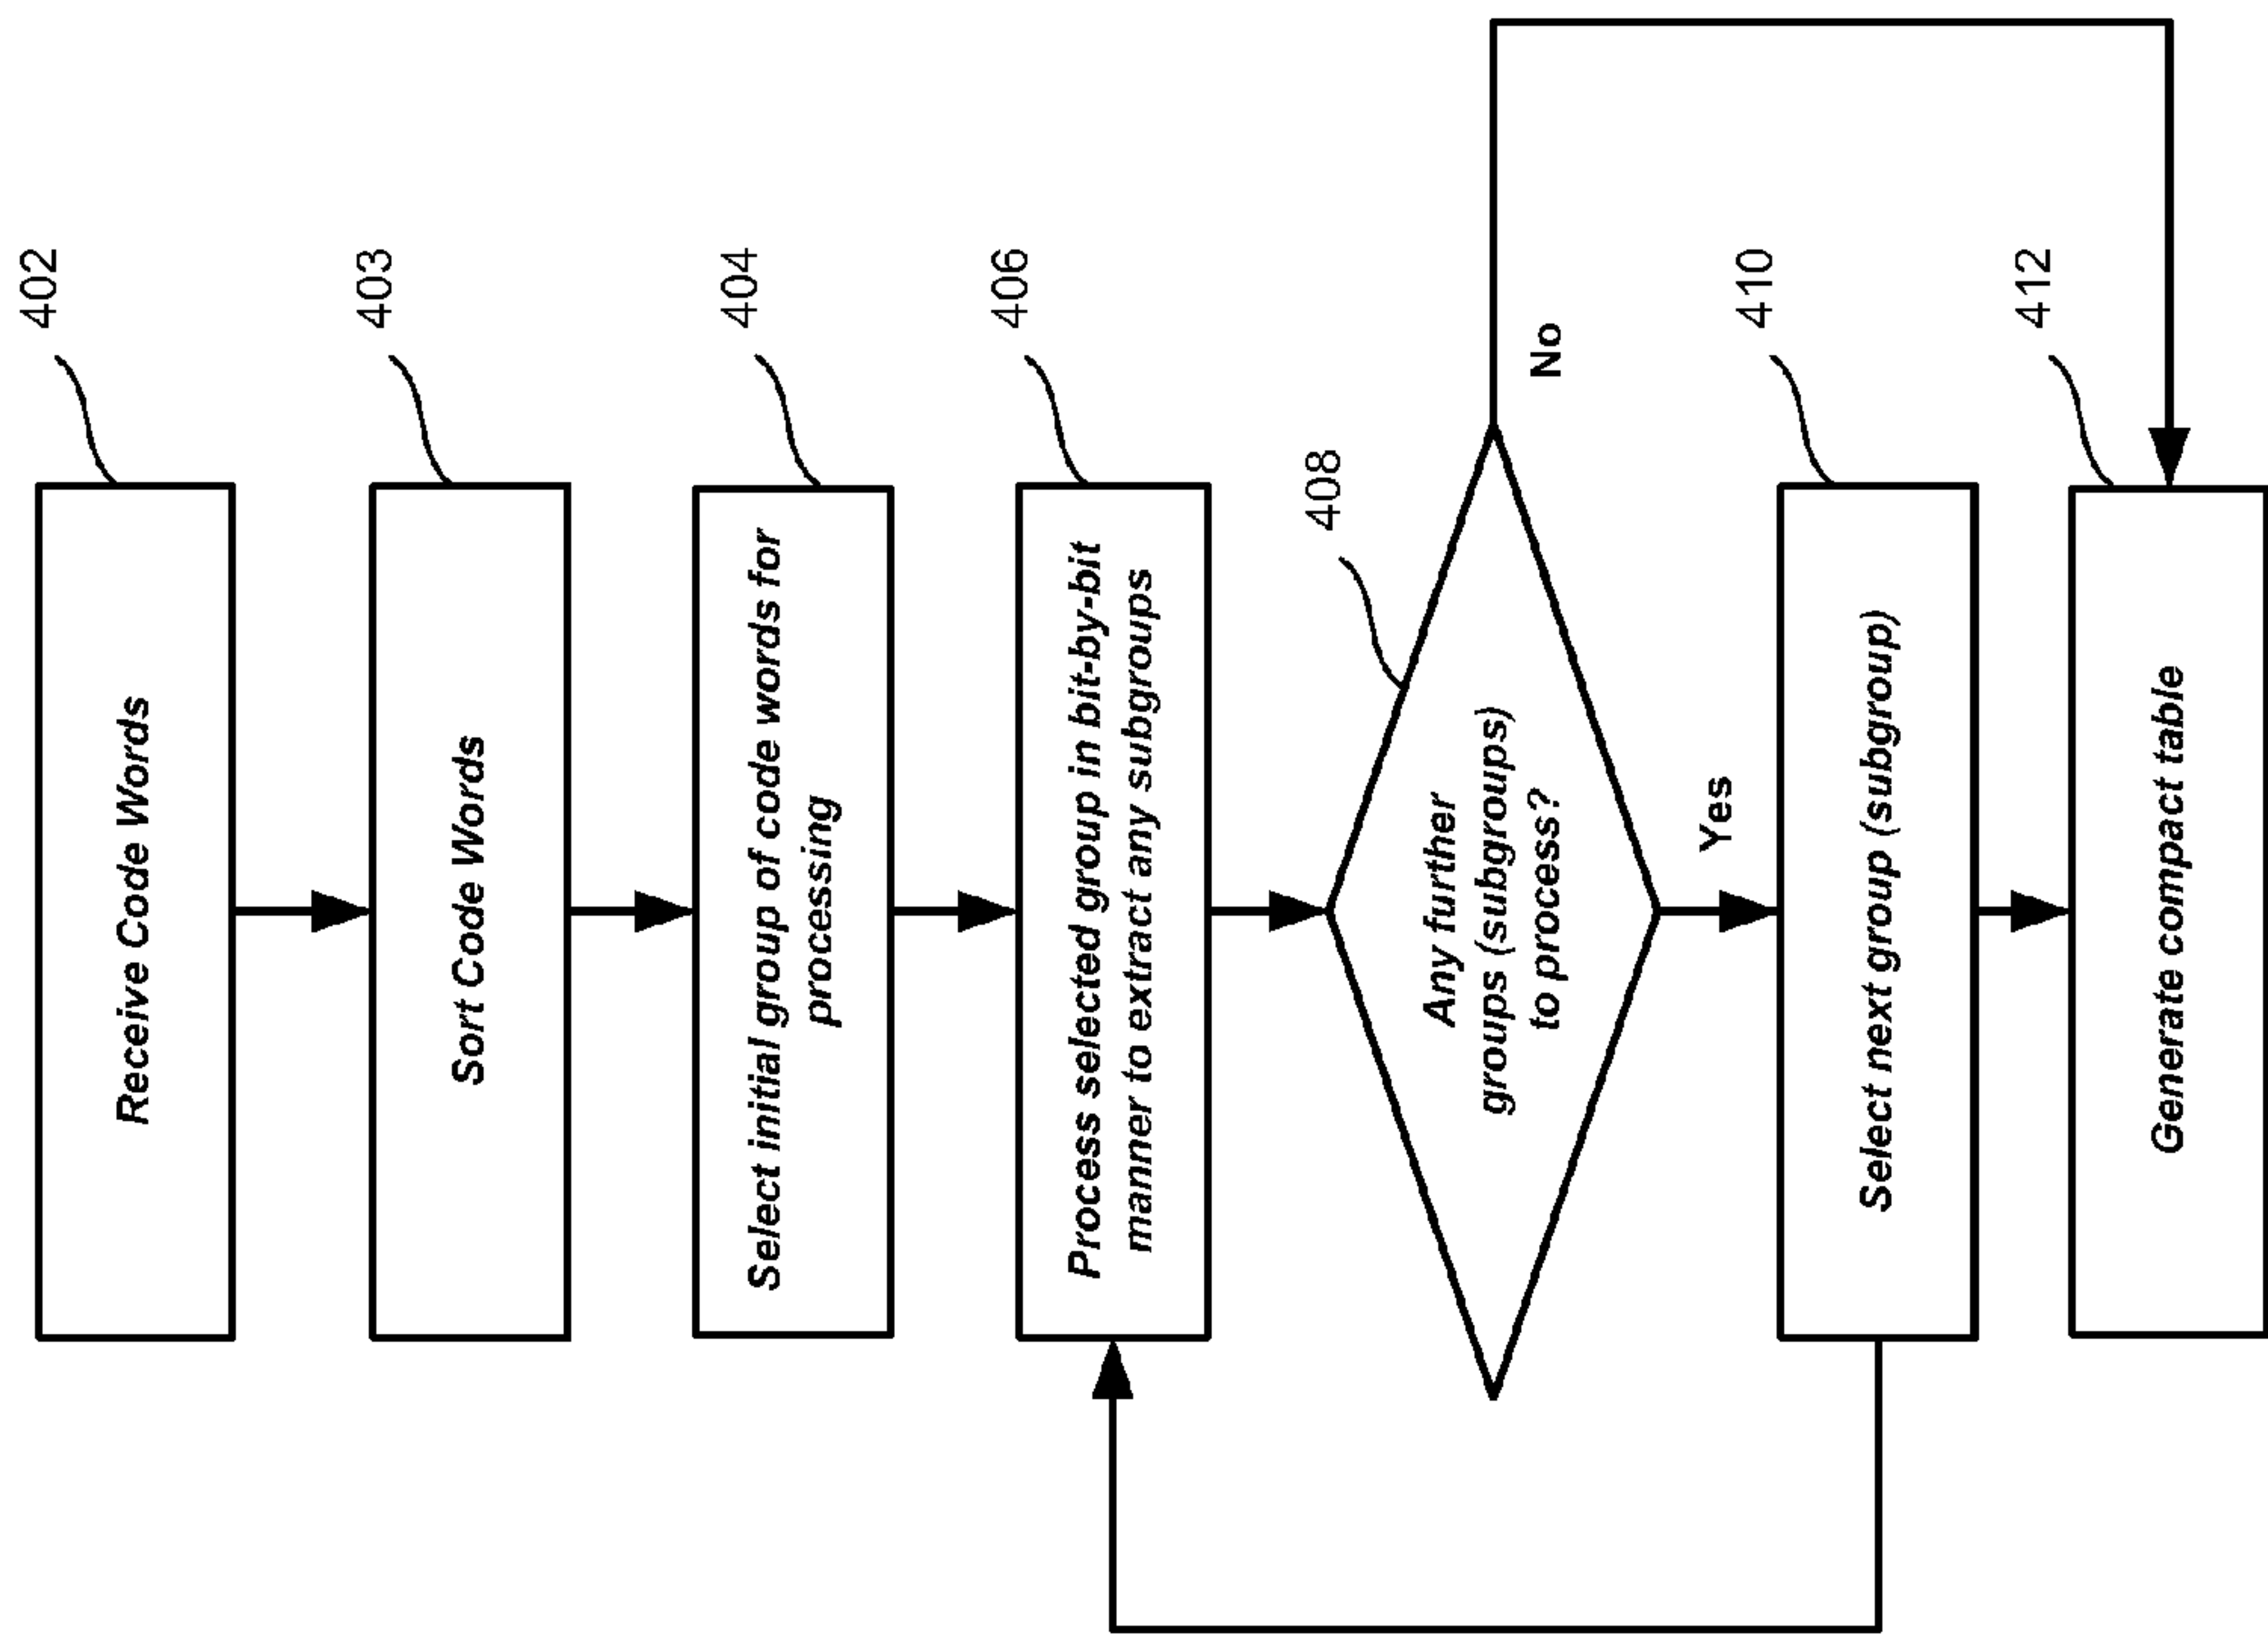 402
Receive Code Words
403
Sort Code Words
404
Select initial group of code words for
processing
406
Process selected group in bit-by-bit
manner to extract any subgroups
408
Any further
groups (subgroups)
to process?
No
Yes
410
Select next group (subgroup)
412
Generate compact table